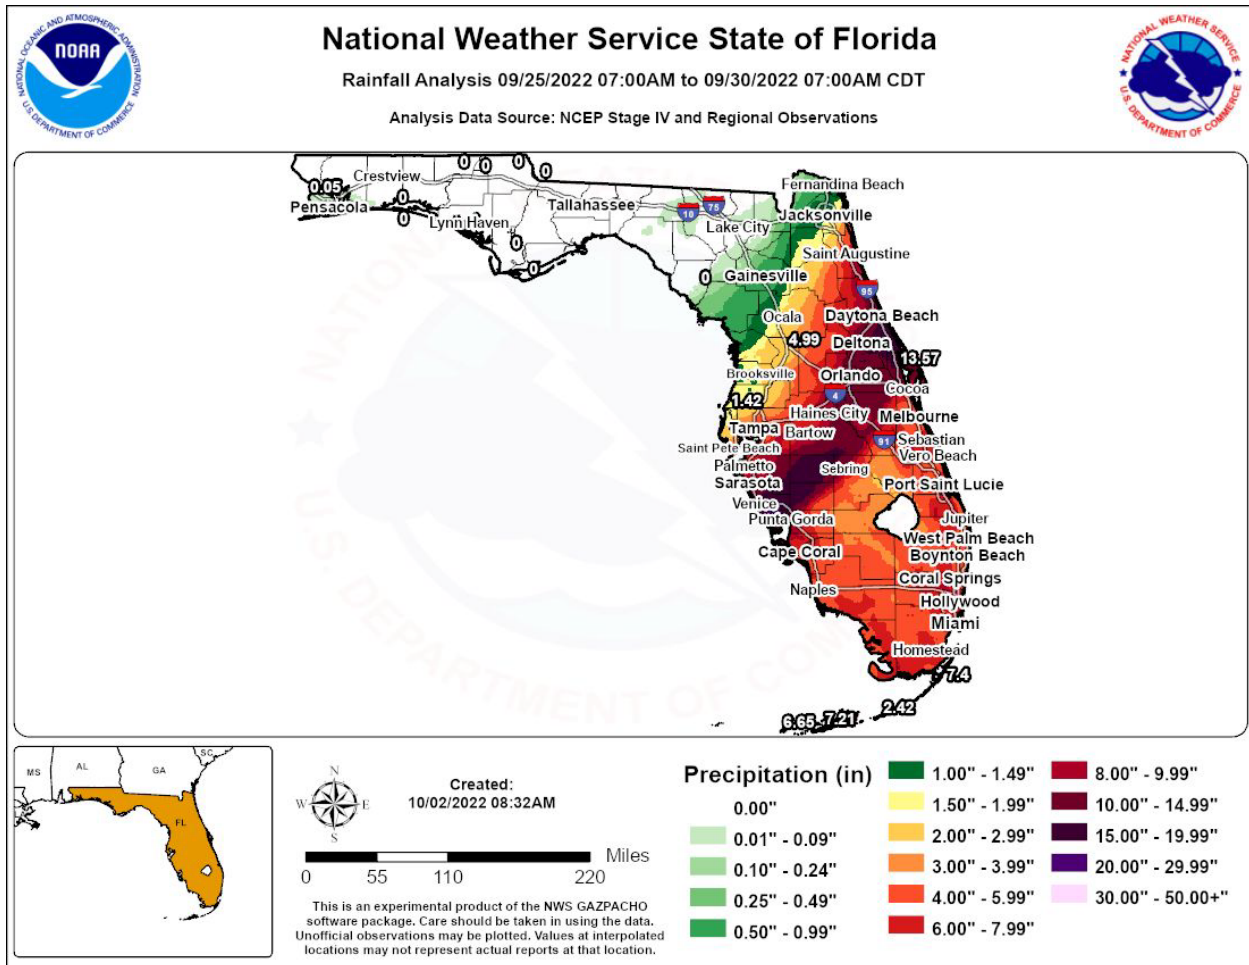 NATIONAL OCEANIC AND ATMOSPHERIC ADMINISTRATION
NOAA
U.S. DEPARTMENT OF COMMERCE
National Weather Service State of Florida
Rainfall Analysis 09/25/2022 07:00AM to 09/30/2022 07:00AM CDT
Analysis Data Source: NCEP Stage IV and Regional Observations
NATIONAL WEATHER SERVICE
U.S. DEPARTMENT OF COMMERCE
0
0
0
0
Crestview
0.05
Pensacola
0
0
Lynn Haven
0
0
Tallahassee
10
75
Lake City
Fernandina Beach
Jacksonville
Saint Augustine
0
Gainesville
95
Ocala
Daytona Beach
4.99
Deltona
13.57
Brooksville
Orlando
Cocoa
1.42
4
Haines City
Melbourne
Tampa
Bartow
91
Sebastian
Saint Pete Beach
Vero Beach
Palmetto
Sebring
Sarasota
Port Saint Lucie
Venice
Punta Gorda
Jupiter
West Palm Beach
Cape Coral
Boynton Beach
Coral Springs
Naples
Hollywood
Miami
Homestead
7.4
2.42
6.65
7.21
U.S. DEPARTMENT OF COM
MS
AL
GA
SC
FL
N
W
E
S
Created:
10/02/2022 08:32AM
Miles
0 55 110 220
This is an experimental product of the NWS GAZPACHO
software package. Care should be taken in using the data.
Unofficial observations may be plotted. Values at interpolated
locations may not represent actual reports at that location.
Precipitation (in)
0.00"
0.01" - 0.09"
0.10" - 0.24"
0.25" - 0.49"
0.50" - 0.99"
1.00" - 1.49"
1.50" - 1.99"
2.00" - 2.99"
3.00" - 3.99"
4.00" - 5.99"
6.00" - 7.99"
8.00" - 9.99"
10.00" - 14.99"
15.00" - 19.99"
20.00" - 29.99"
30.00" - 50.00+"